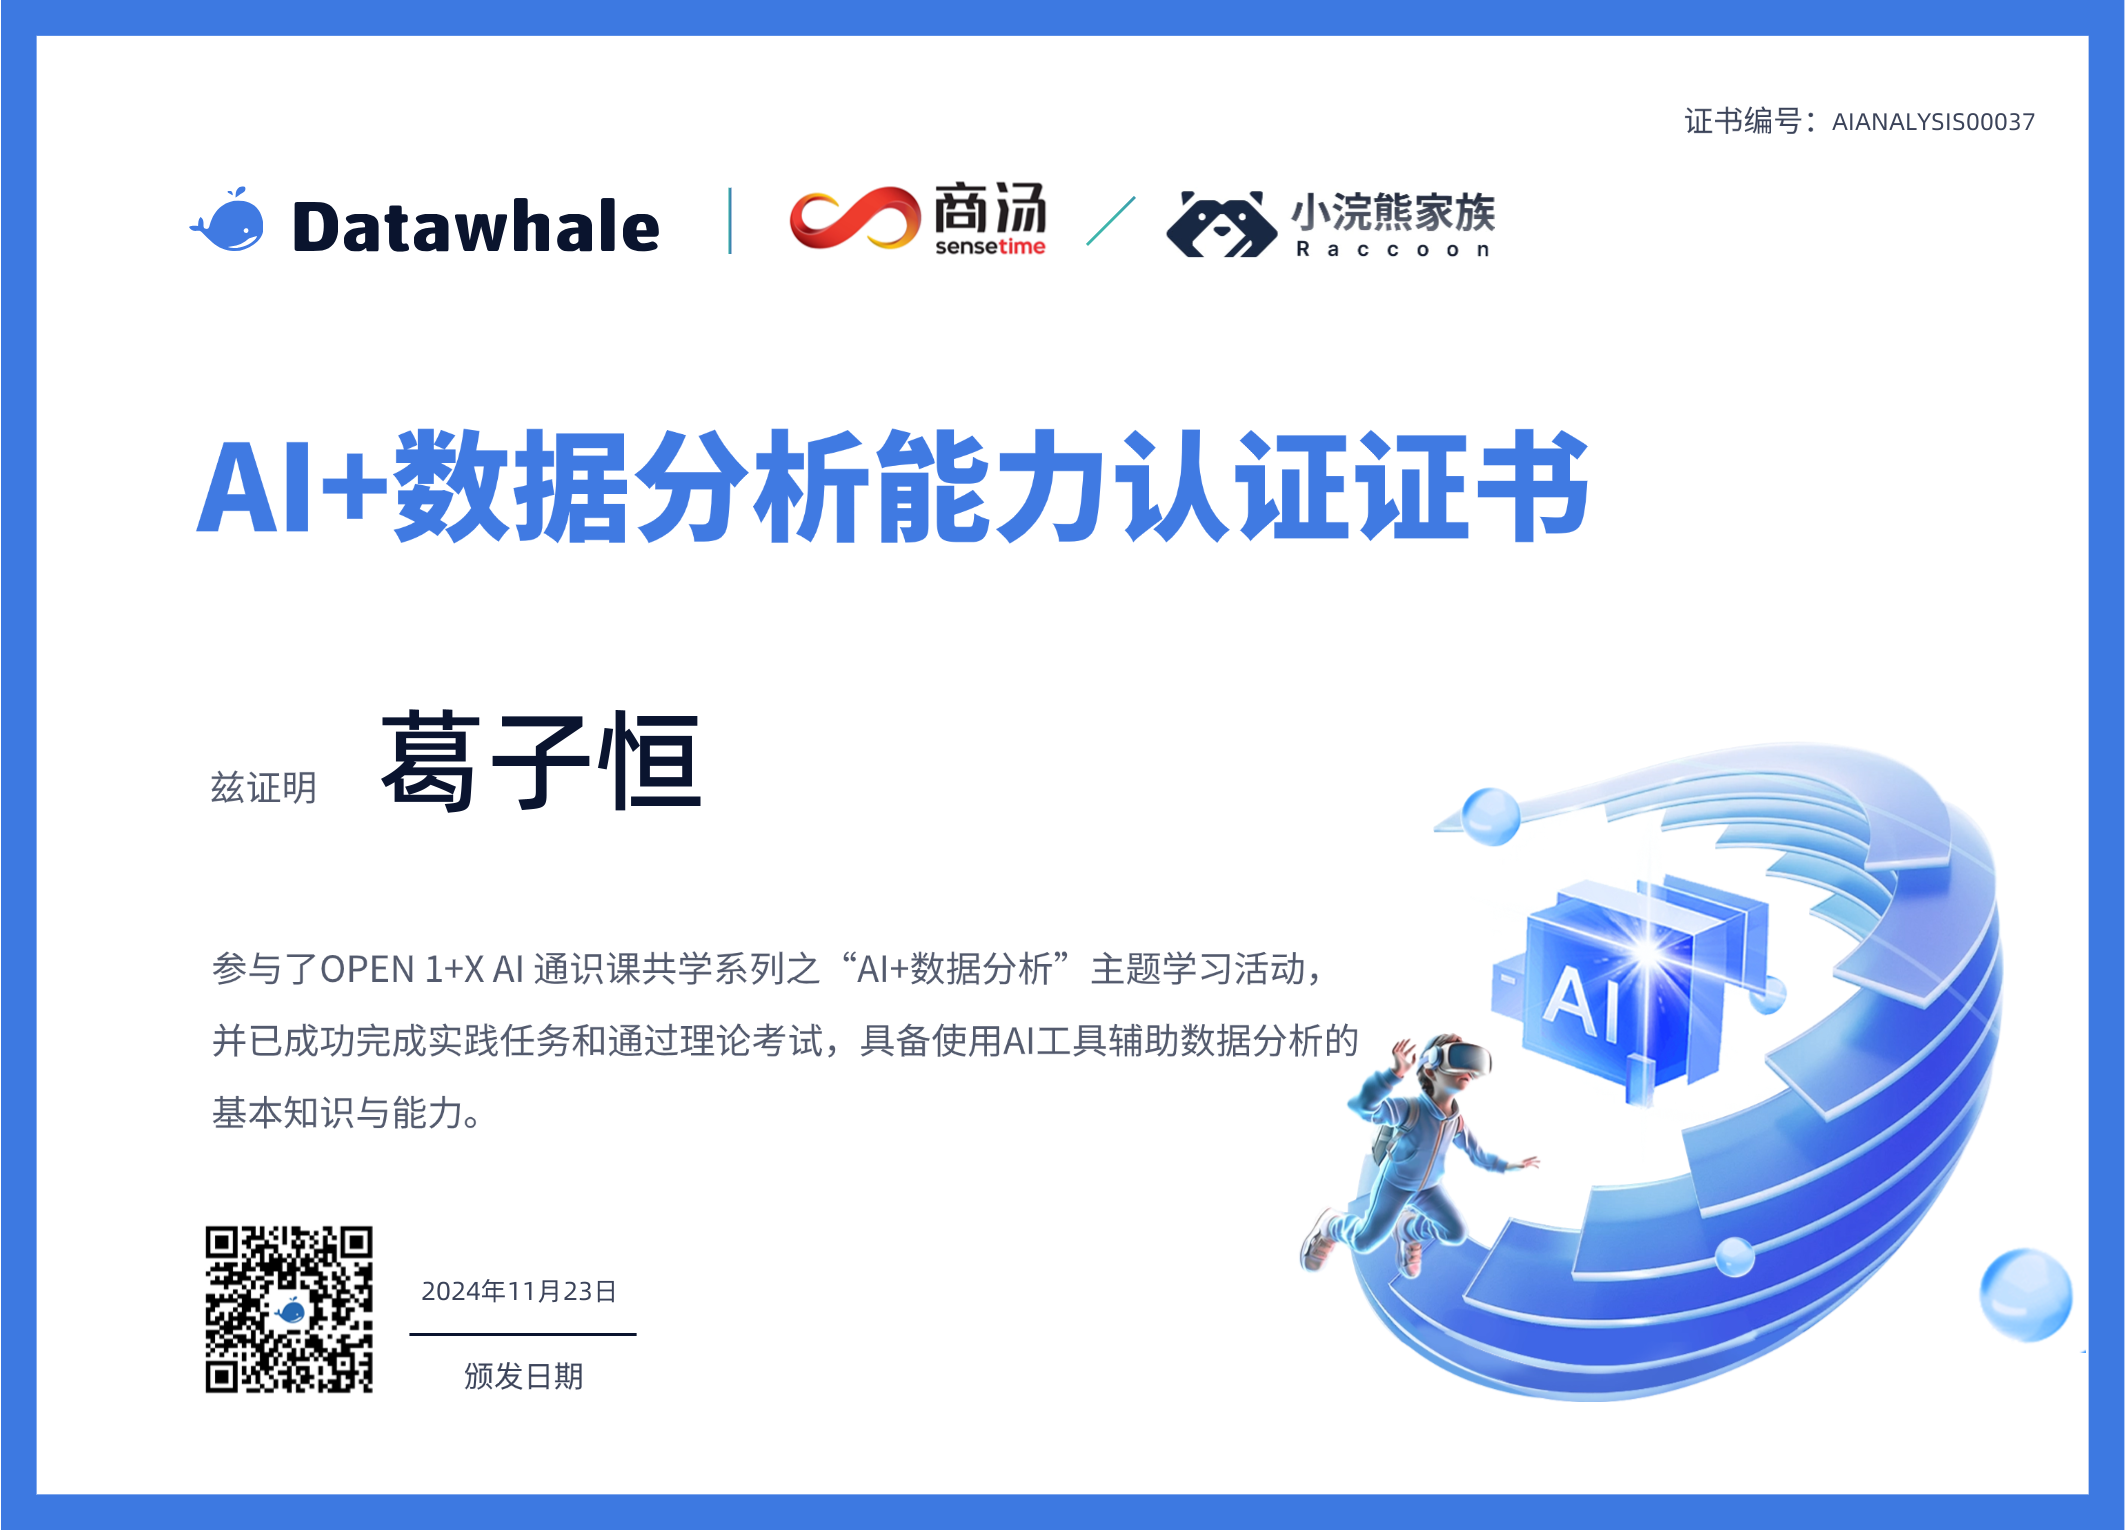 证书编号：AIANALYSIS00037
Datawhale
商汤
sensetime
小浣熊家族
Raccoon
AI+数据分析能力认证证书
兹证明 葛子恒
参与了OPEN 1+X AI 通识课共学系列之“AI+数据分析”主题学习活动，
并已成功完成实践任务和通过理论考试，具备使用AI工具辅助数据分析的
基本知识与能力。
AI
2024年11月23日
颁发日期